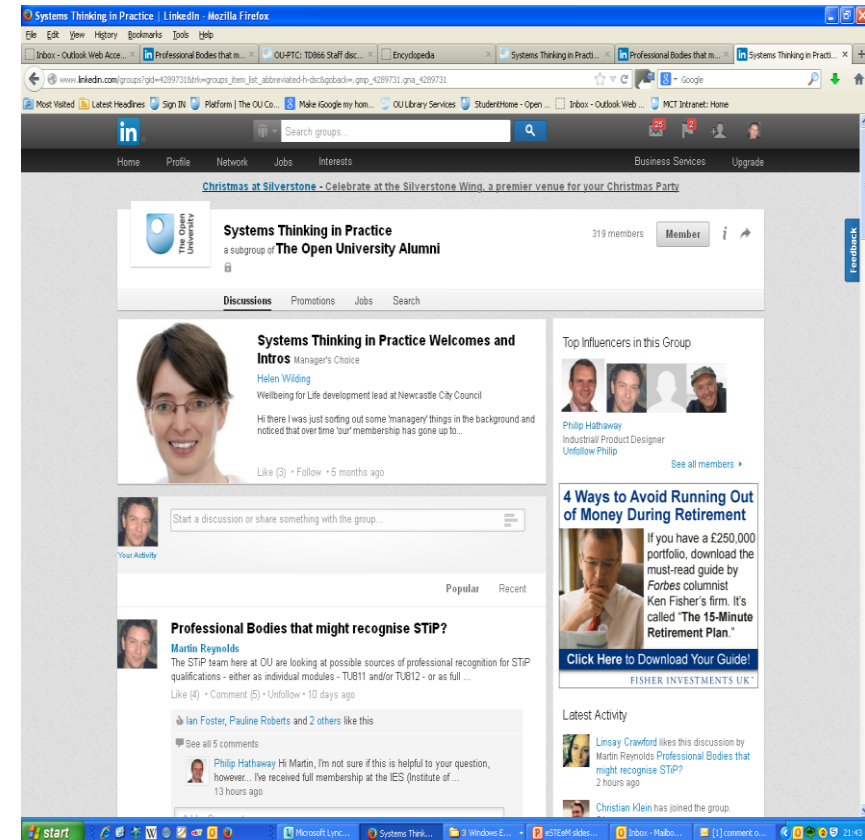 Systems Thinking in Practice | LinkedIn - Mozilla Firefox
File Edit View History Bookmarks Tools Help
Inbox - Outlook Web Acce... Professional Bodies that m... OU-PTC: TD866 Staff disc... Encyclopedia Systems Thinking in Practi... Professional Bodies that m... Systems Thinking in Practi...
www.linkedin.com/groups?gid=4289731&trk=groups_item_list_abbreviated-h-dsc&goback=.gmp_4289731.gna_4289731 Google
Most Visited Latest Headlines Sign IN Platform | The OU Co... Make iGoogle my hom... OU Library Services StudentHome - Open ... Inbox - Outlook Web ... MCT Intranet: Home
in Search groups... 25 2
Home Profile Network Jobs Interests Business Services Upgrade
Christmas at Silverstone - Celebrate at the Silverstone Wing, a premier venue for your Christmas Party
The Open University
Systems Thinking in Practice
a subgroup of The Open University Alumni
319 members Member i
Feedback
Discussions Promotions Jobs Search
Systems Thinking in Practice Welcomes and
Intros Manager's Choice
Helen Wilding
Wellbeing for Life development lead at Newcastle City Council
Hi there I was just sorting out some 'managery' things in the background and
noticed that over time 'our' membership has gone up to...
Like (3) • Follow • 5 months ago
Start a discussion or share something with the group...
Your Activity
Popular Recent
Professional Bodies that might recognise STiP?
Martin Reynolds
The STiP team here at OU are looking at possible sources of professional recognition for STiP
qualifications - either as individual modules - TU811 and/or TU812 - or as full ...
Like (4) • Comment (5) • Unfollow • 10 days ago
Ian Foster, Pauline Roberts and 2 others like this
See all 5 comments
Philip Hathaway Hi Martin, I'm not sure if this is helpful to your question,
however... I've received full membership at the IES (Institute of ...
13 hours ago
Top Influencers in this Group
Philip Hathaway
Industrial/ Product Designer
Unfollow Philip
See all members
4 Ways to Avoid Running Out
of Money During Retirement
If you have a £250,000
portfolio, download the
must-read guide by
Forbes columnist
Ken Fisher's firm. It's
called "The 15-Minute
Retirement Plan."
Click Here to Download Your Guide!
FISHER INVESTMENTS UK
Latest Activity
Linsay Crawford likes this discussion by
Martin Reynolds Professional Bodies that
might recognise STiP?
2 hours ago
Christian Klein has joined the group.
start Microsoft Lync... Systems Think... 3 Windows E... eSTEeM slides... Inbox - Mailbo... [1] comment o... 21:43